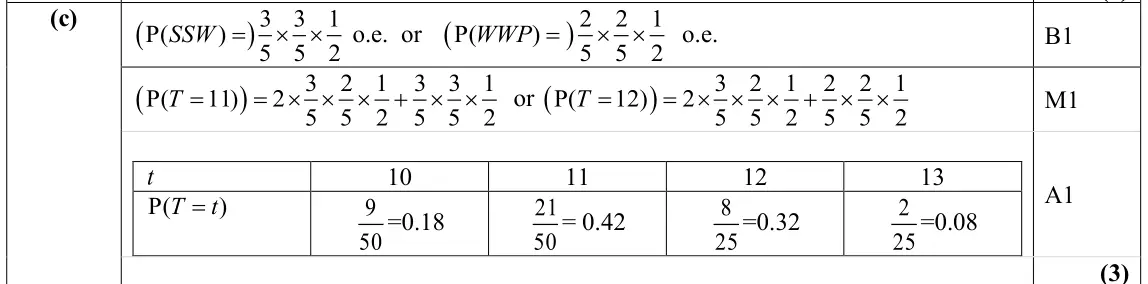 (c) (P(SSW) =) 3/5 × 3/5 × 1/2 o.e. or (P(WWP) =) 2/5 × 2/5 × 1/2 o.e. B1
(P(T = 11)) = 2 × 3/5 × 2/5 × 1/2 + 3/5 × 3/5 × 1/2 or (P(T = 12)) = 2 × 3/5 × 2/5 × 1/2 + 2/5 × 2/5 × 1/2 M1
t 10 11 12 13
P(T = t) 9/50 =0.18 21/50 = 0.42 8/25 =0.32 2/25 =0.08 A1
(3)